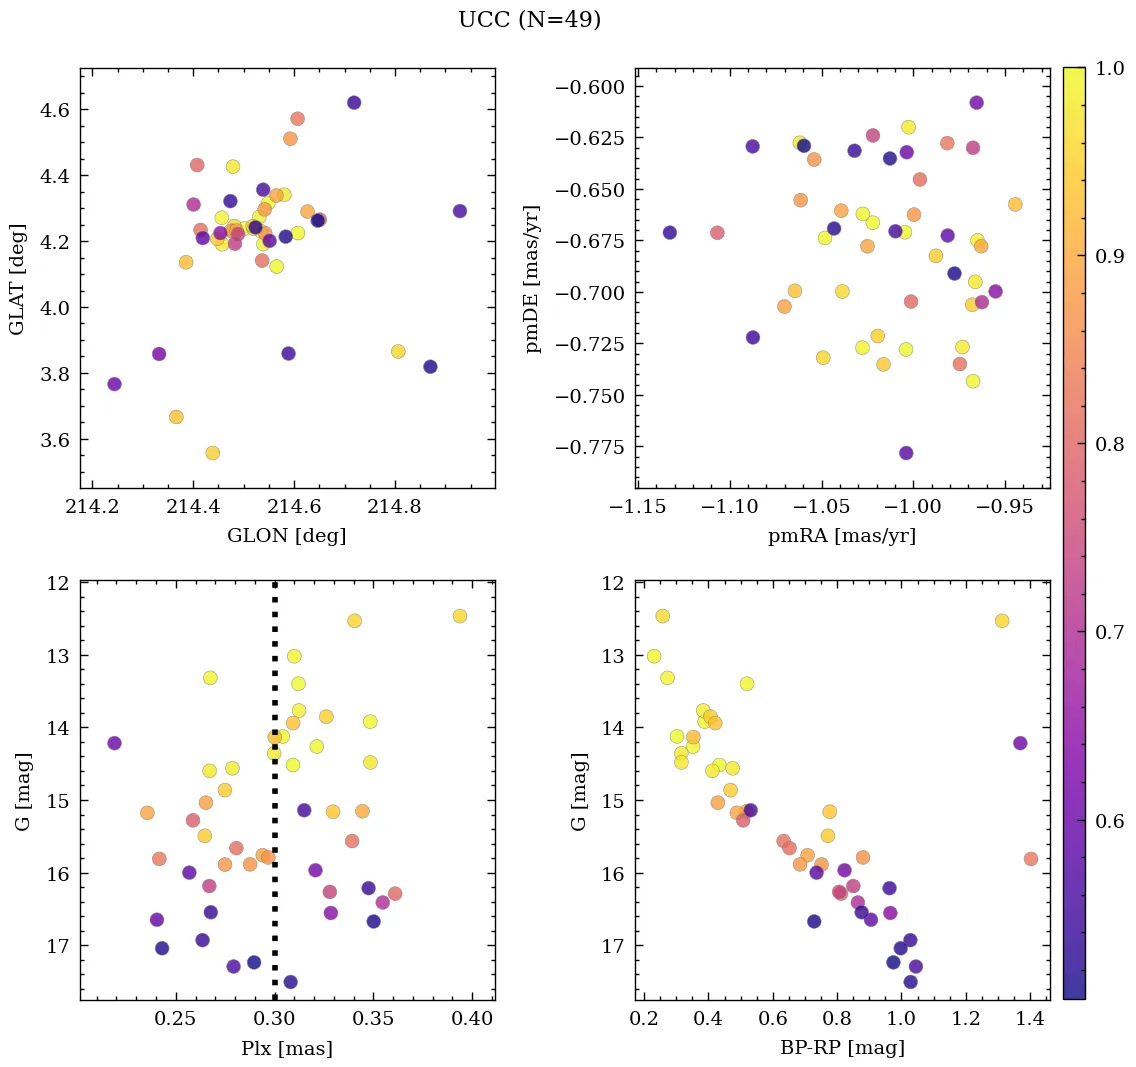 UCC (N=49)
4.6
4.4
4.2
4.0
3.8
3.6
GLAT [deg]
214.2 214.4 214.6 214.8
GLON [deg]
−0.600
−0.625
−0.650
−0.675
−0.700
−0.725
−0.750
−0.775
pmDE [mas/yr]
−1.15 −1.10 −1.05 −1.00 −0.95
pmRA [mas/yr]
1.0
0.9
0.8
0.7
0.6
12
13
14
15
16
17
G [mag]
0.25 0.30 0.35 0.40
Plx [mas]
12
13
14
15
16
17
G [mag]
0.2 0.4 0.6 0.8 1.0 1.2 1.4
BP-RP [mag]